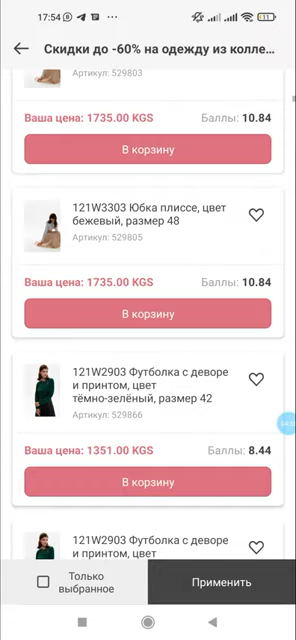 17:54
11
Скидки до -60% на одежду из колле...
Артикул: 529803
Ваша цена: 1735.00 KGS
Баллы: 10.84
В корзину
121W3303 Юбка плиссе, цвет
бежевый, размер 48
Артикул: 529805
Ваша цена: 1735.00 KGS
Баллы: 10.84
В корзину
121W2903 Футболка с деворе
и принтом, цвет
тёмно-зелёный, размер 42
Артикул: 529866
Ваша цена: 1351.00 KGS
Баллы: 8.44
В корзину
121W2903 Футболка с деворе
и принтом, цвет
Только
выбранное
Применить